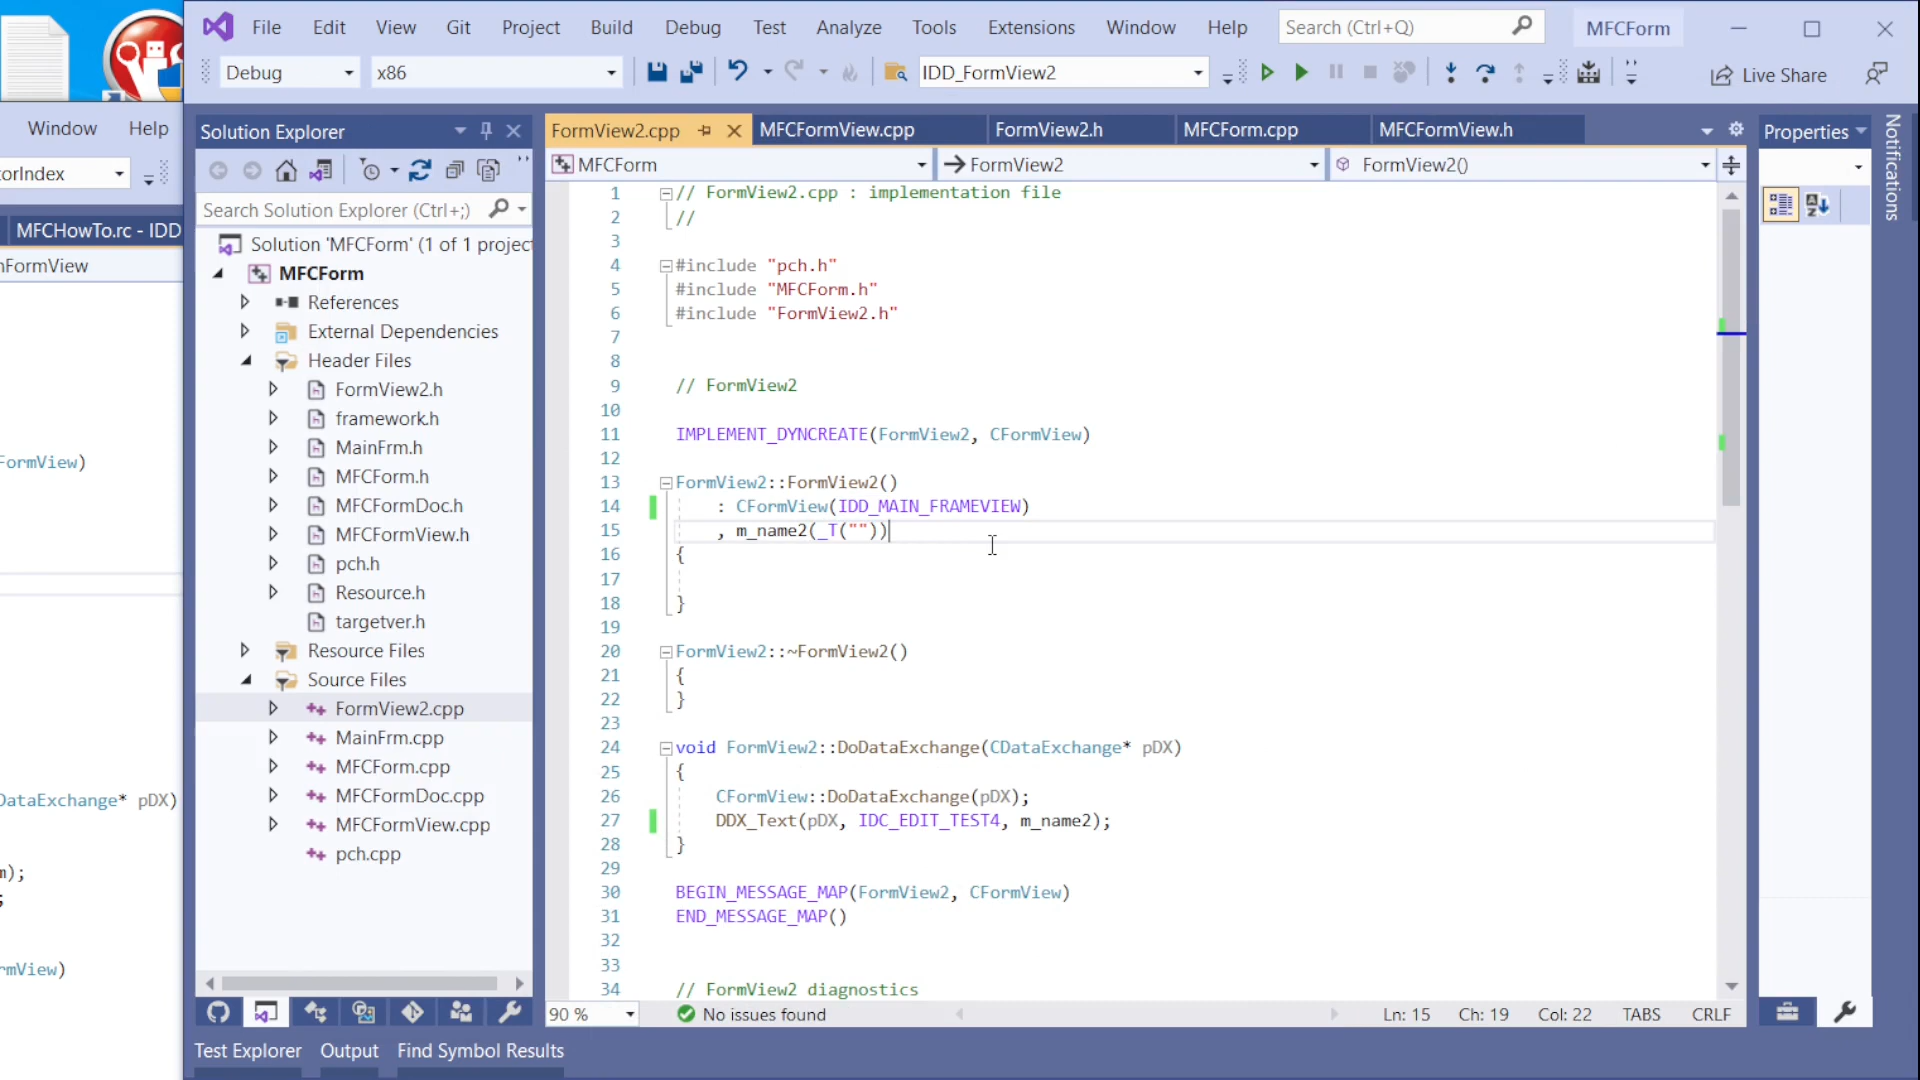 File Edit View Git Project Build Debug Test Analyze Tools Extensions Window Help Search (Ctrl+Q) MFCForm
Debug x86 IDD_FormView2 Live Share
Window Help
orIndex
MFCHowTo.rc - IDD
nFormView
FormView)
DataExchange* pDX)
m);
;
rmView)
Solution Explorer
Search Solution Explorer (Ctrl+;)
Solution 'MFCForm' (1 of 1 project
MFCForm
References
External Dependencies
Header Files
FormView2.h
framework.h
MainFrm.h
MFCForm.h
MFCFormDoc.h
MFCFormView.h
pch.h
Resource.h
targetver.h
Resource Files
Source Files
FormView2.cpp
MainFrm.cpp
MFCForm.cpp
MFCFormDoc.cpp
MFCFormView.cpp
pch.cpp
FormView2.cpp MFCFormView.cpp FormView2.h MFCForm.cpp MFCFormView.h
MFCForm FormView2 FormView2()
1 // FormView2.cpp : implementation file
2 //
3
4 #include "pch.h"
5 #include "MFCForm.h"
6 #include "FormView2.h"
7
8
9 // FormView2
10
11 IMPLEMENT_DYNCREATE(FormView2, CFormView)
12
13 FormView2::FormView2()
14 : CFormView(IDD_MAIN_FRAMEVIEW)
15 , m_name2(_T(""))
16 {
17
18 }
19
20 FormView2::~FormView2()
21 {
22 }
23
24 void FormView2::DoDataExchange(CDataExchange* pDX)
25 {
26 CFormView::DoDataExchange(pDX);
27 DDX_Text(pDX, IDC_EDIT_TEST4, m_name2);
28 }
29
30 BEGIN_MESSAGE_MAP(FormView2, CFormView)
31 END_MESSAGE_MAP()
32
33
34 // FormView2 diagnostics
90 % No issues found Ln: 15 Ch: 19 Col: 22 TABS CRLF
Properties
Notifications
Test Explorer Output Find Symbol Results